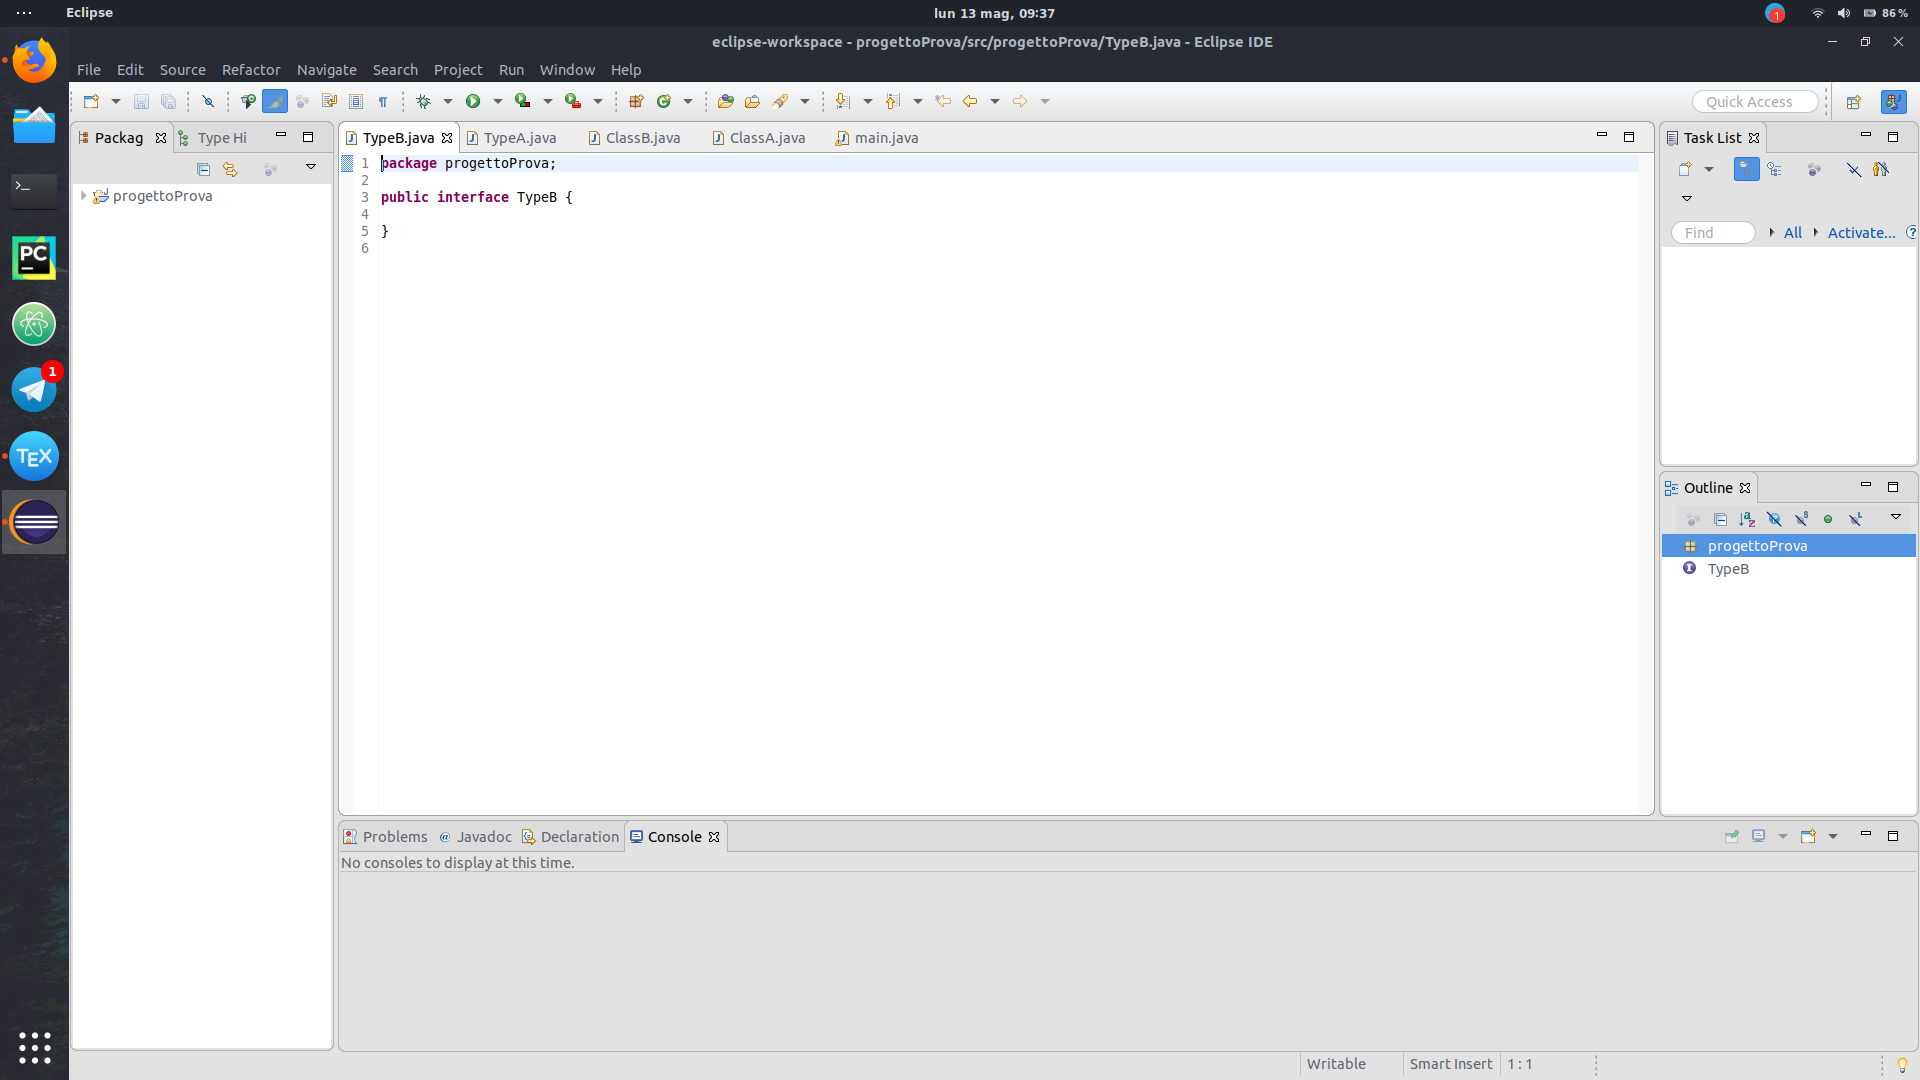 Eclipse
lun 13 mag, 09:37
1
86 %
eclipse-workspace - progettoProva/src/progettoProva/TypeB.java - Eclipse IDE
File Edit Source Refactor Navigate Search Project Run Window Help
Quick Access
Packag
Type Hi
TypeB.java
TypeA.java
ClassB.java
ClassA.java
main.java
Task List
progettoProva
1 package progettoProva;
2
3 public interface TypeB {
4
5 }
6
Find
All
Activate...
PC
1
TEX
Outline
progettoProva
TypeB
Problems
@ Javadoc
Declaration
Console
No consoles to display at this time.
Writable
Smart Insert
1 : 1